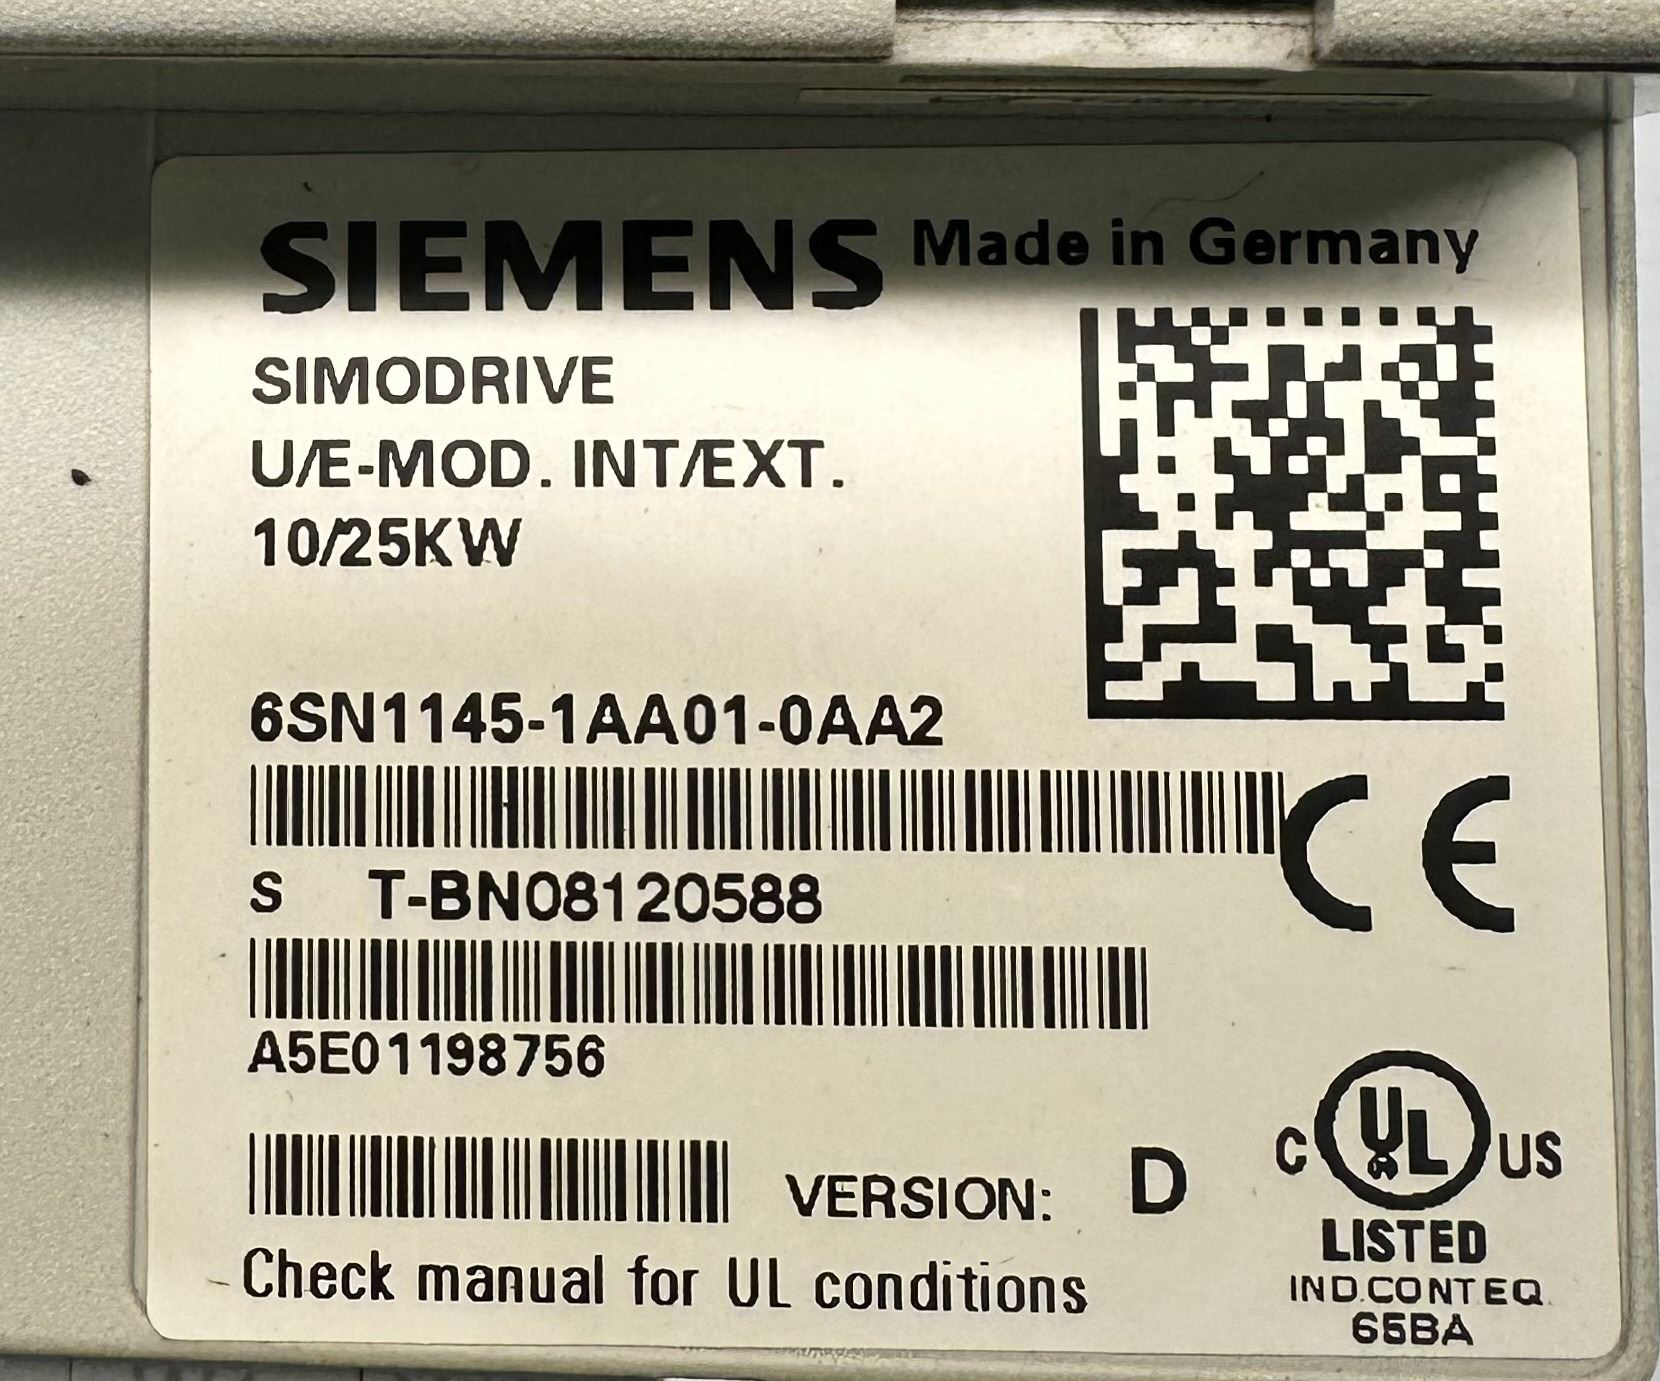 SIEMENS Made in Germany
SIMODRIVE
U/E-MOD. INT/EXT.
10/25KW
6SN1145-1AA01-0AA2
S T-BN08120588
A5E01198756
VERSION: D
Check manual for UL conditions
CE
C UL US
LISTED
IND.CONT.EQ.
65BA